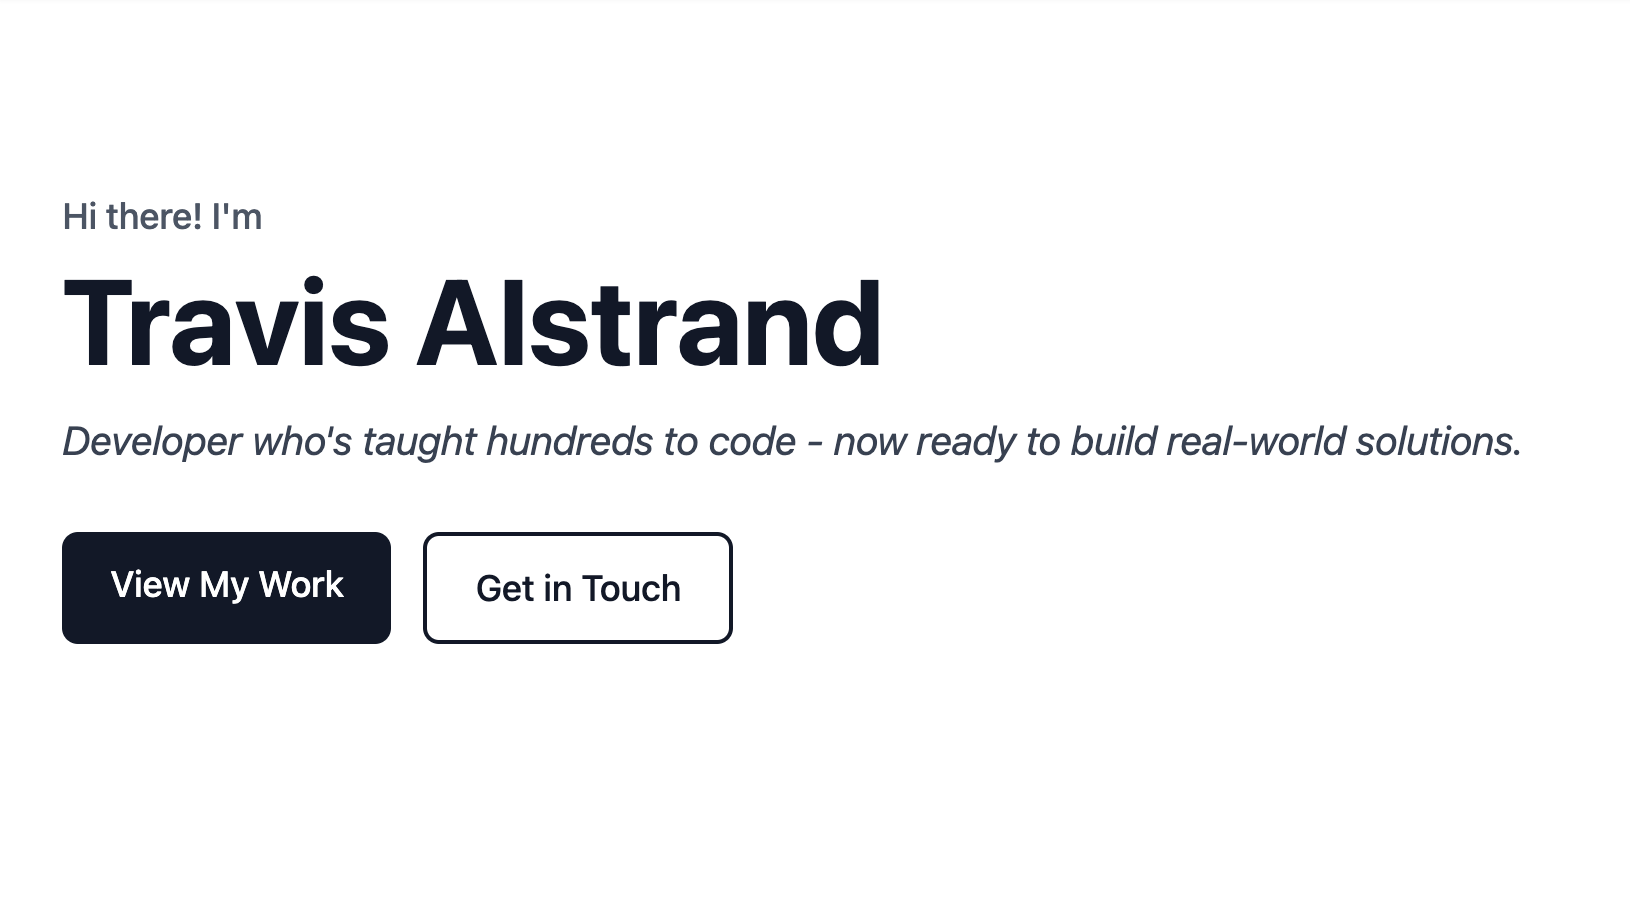 Hi there! I'm
Travis Alstrand
Developer who's taught hundreds to code - now ready to build real-world solutions.
View My Work
Get in Touch